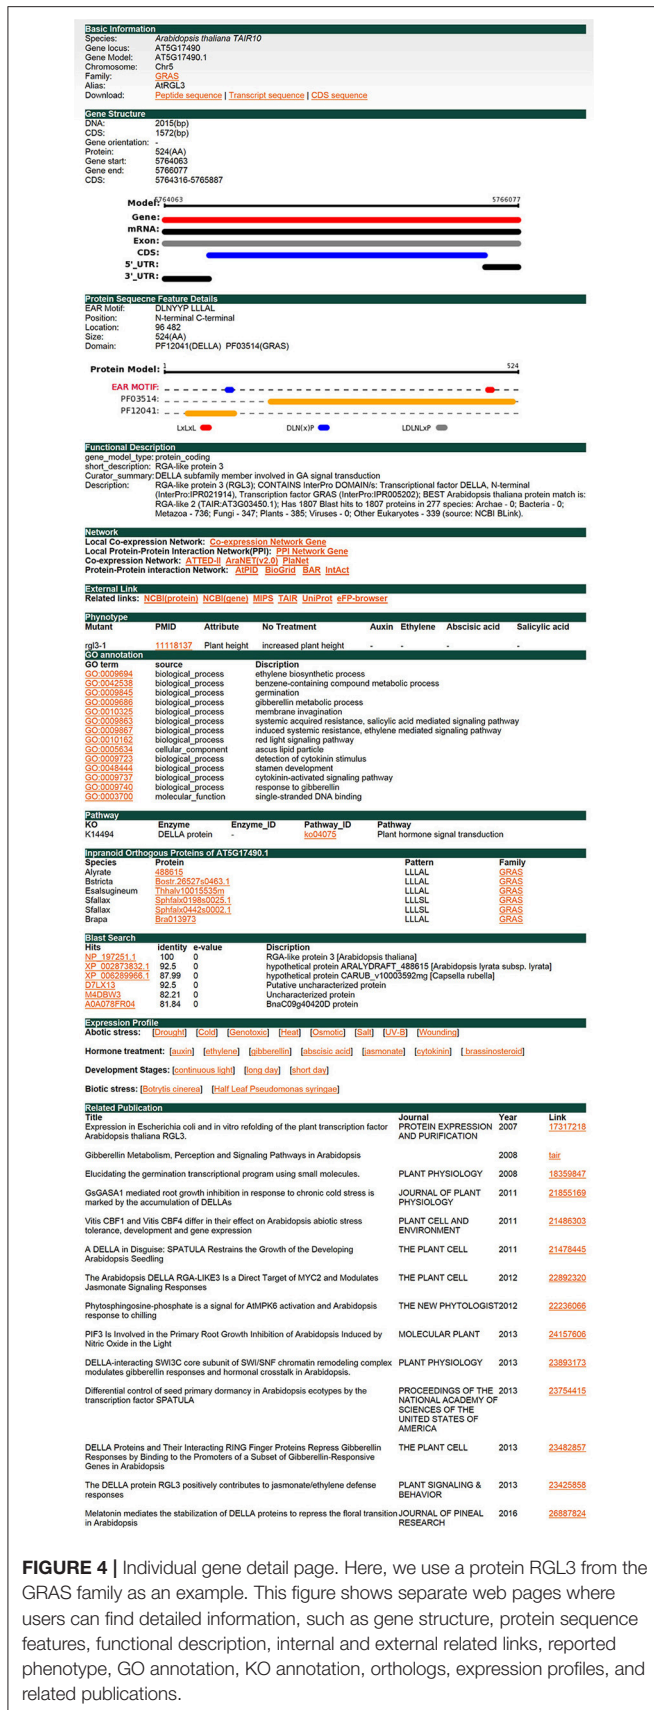 Basic Information
Species: Arabidopsis thaliana TAIR10
Gene locus: AT5G17490
Gene Model: AT5G17490.1
Chromosome: Chr5
Family: GRAS
Alias: AtRGL3
Download: Peptide sequence | Transcript sequence | CDS sequence
Gene Structure
DNA: 2015(bp)
CDS: 1572(bp)
Gene orientation: -
Protein: 524(AA)
Gene start: 5764063
Gene end: 5766077
CDS: 5764316-5765887
Model: 5764063 5766077
Gene:
mRNA:
Exon:
CDS:
5'_UTR:
3'_UTR:
Protein Sequecne Feature Details
EAR Motif: DLNYYP LLLAL
Position: N-terminal C-terminal
Location: 96 482
Size: 524(AA)
Domain: PF12041(DELLA) PF03514(GRAS)
Protein Model: 1 524
EAR MOTIF:
PF03514:
PF12041:
LxLxL DLN(x)P LDLNLxP
Functional Description
gene_model_type: protein_coding
short_description: RGA-like protein 3
Curator_summary: DELLA subfamily member involved in GA signal transduction
Description: RGA-like protein 3 (RGL3); CONTAINS InterPro DOMAIN/s: Transcriptional factor DELLA, N-terminal
(InterPro:IPR021914), Transcription factor GRAS (InterPro:IPR005202); BEST Arabidopsis thaliana protein match is:
RGA-like 2 (TAIR:AT3G03450.1); Has 1807 Blast hits to 1807 proteins in 277 species: Archae - 0; Bacteria - 0;
Metazoa - 736; Fungi - 347; Plants - 385; Viruses - 0; Other Eukaryotes - 339 (source: NCBI BLink).
Network
Local Co-expression Network: Co-expression Network Gene
Local Protein-Protein Interaction Network(PPI): PPI Network Gene
Co-expression Network: ATTED-II AraNET(v2.0) PlaNet
Protein-Protein interaction Network: AtPID BioGrid BAR IntAct
External Link
Related links: NCBI(protein) NCBI(gene) MIPS TAIR UniProt eFP-browser
Phynotype
Mutant PMID Attribute No Treatment Auxin Ethylene Abscisic acid Salicylic acid
rgl3-1 11118137 Plant height increased plant height - - - -
GO annotation
GO term source Discription
GO:0009694 biological_process ethylene biosynthetic process
GO:0042538 biological_process benzene-containing compound metabolic process
GO:0009845 biological_process germination
GO:0009686 biological_process gibberellin metabolic process
GO:0010325 biological_process membrane invagination
GO:0009863 biological_process systemic acquired resistance, salicylic acid mediated signaling pathway
GO:0009867 biological_process induced systemic resistance, ethylene mediated signaling pathway
GO:0010162 biological_process red light signaling pathway
GO:0005634 cellular_component ascus lipid particle
GO:0009723 biological_process detection of cytokinin stimulus
GO:0048444 biological_process stamen development
GO:0009737 biological_process cytokinin-activated signaling pathway
GO:0009740 biological_process response to gibberellin
GO:0003700 molecular_function single-stranded DNA binding
Pathway
KO Enzyme Enzyme_ID Pathway_ID Pathway
K14494 DELLA protein - ko04075 Plant hormone signal transduction
Inpranoid Orthogous Proteins of AT5G17490.1
Species Protein Pattern Family
Alyrate 488615 LLLAL GRAS
Bstricta Bostr.26527s0463.1 LLLAL GRAS
Esalsugineum Thhalv10015535m LLLAL GRAS
Sfallax Sphfalx0198s0025.1 LLLSL GRAS
Sfallax Sphfalx0442s0002.1 LLLSL GRAS
Brapa Bra013973 LLLAL GRAS
Blast Search
Hits identity e-value Discription
NP_197251.1 100 0 RGA-like protein 3 [Arabidopsis thaliana]
XP_002873832.1 92.5 0 hypothetical protein ARALYDRAFT_488615 [Arabidopsis lyrata subsp. lyrata]
XP_006289966.1 87.99 0 hypothetical protein CARUB_v10003592mg [Capsella rubella]
D7LX13 92.5 0 Putative uncharacterized protein
M4DBW3 82.21 0 Uncharacterized protein
A0A078FR04 81.84 0 BnaC09g40420D protein
Expression Profile
Abotic stress: [Drought] [Cold] [Genotoxic] [Heat] [Osmotic] [Salt] [UV-B] [Wounding]
Hormone treatment: [auxin] [ethylene] [gibberellin] [abscisic acid] [jasmonate] [cytokinin] [ brassinosteroid]
Development Stages: [continuous light] [long day] [short day]
Biotic stress: [Botrytis cinerea] [Half Leaf Pseudomonas syringae]
Related Publication
Title Journal Year Link
Expression in Escherichia coli and in vitro refolding of the plant transcription factor PROTEIN EXPRESSION 2007 17317218
Arabidopsis thaliana RGL3. AND PURIFICATION
Gibberellin Metabolism, Perception and Signaling Pathways in Arabidopsis 2008 tair
Elucidating the germination transcriptional program using small molecules. PLANT PHYSIOLOGY 2008 18359847
GsGASA1 mediated root growth inhibition in response to chronic cold stress is JOURNAL OF PLANT 2011 21855169
marked by the accumulation of DELLAs PHYSIOLOGY
Vitis CBF1 and Vitis CBF4 differ in their effect on Arabidopsis abiotic stress PLANT CELL AND 2011 21486303
tolerance, development and gene expression ENVIRONMENT
A DELLA in Disguise: SPATULA Restrains the Growth of the Developing THE PLANT CELL 2011 21478445
Arabidopsis Seedling
The Arabidopsis DELLA RGA-LIKE3 Is a Direct Target of MYC2 and Modulates THE PLANT CELL 2012 22892320
Jasmonate Signaling Responses
Phytosphingosine-phosphate is a signal for AtMPK6 activation and Arabidopsis THE NEW PHYTOLOGIST 2012 22236066
response to chilling
PIF3 Is Involved in the Primary Root Growth Inhibition of Arabidopsis Induced by MOLECULAR PLANT 2013 24157606
Nitric Oxide in the Light
DELLA-interacting SWI3C core subunit of SWI/SNF chromatin remodeling complex PLANT PHYSIOLOGY 2013 23893173
modulates gibberellin responses and hormonal crosstalk in Arabidopsis.
Differential control of seed primary dormancy in Arabidopsis ecotypes by the PROCEEDINGS OF THE 2013 23754415
transcription factor SPATULA NATIONAL ACADEMY OF
SCIENCES OF THE
UNITED STATES OF
AMERICA
DELLA Proteins and Their Interacting RING Finger Proteins Repress Gibberellin THE PLANT CELL 2013 23482857
Responses by Binding to the Promoters of a Subset of Gibberellin-Responsive
Genes in Arabidopsis
The DELLA protein RGL3 positively contributes to jasmonate/ethylene defense PLANT SIGNALING & 2013 23425858
responses BEHAVIOR
Melatonin mediates the stabilization of DELLA proteins to repress the floral transition JOURNAL OF PINEAL 2016 26887824
in Arabidopsis RESEARCH
FIGURE 4 | Individual gene detail page. Here, we use a protein RGL3 from the
GRAS family as an example. This figure shows separate web pages where
users can find detailed information, such as gene structure, protein sequence
features, functional description, internal and external related links, reported
phenotype, GO annotation, KO annotation, orthologs, expression profiles, and
related publications.